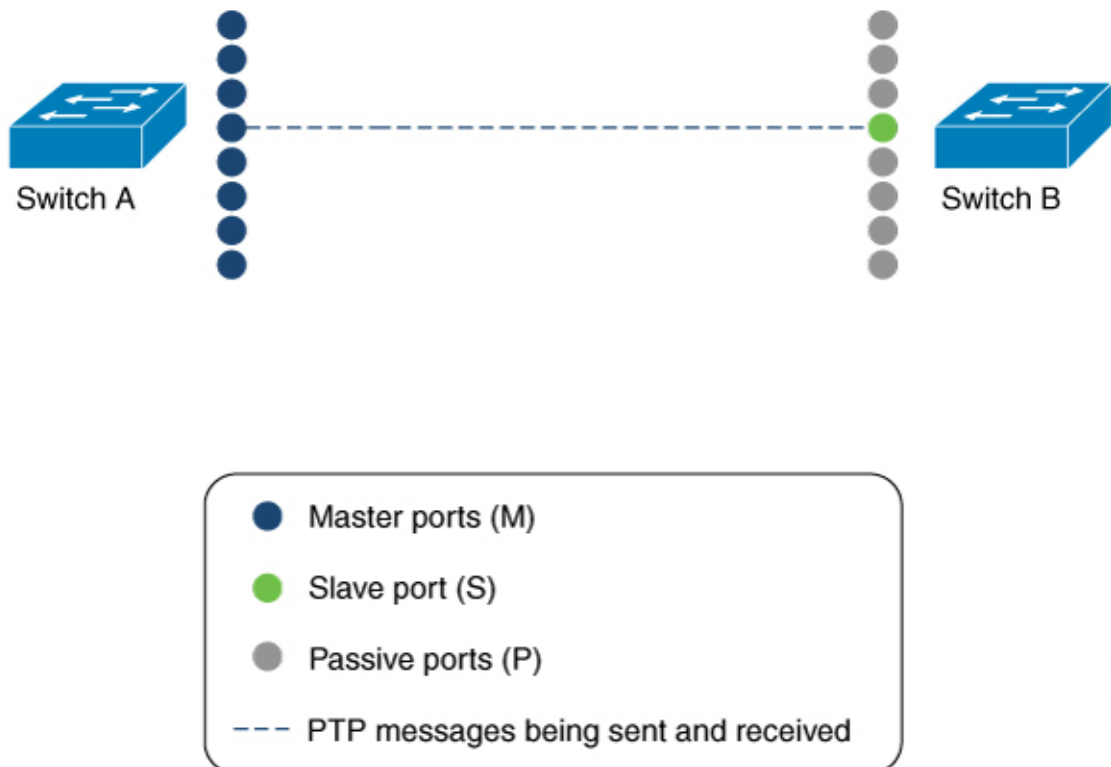 Switch A
Switch B
Master ports (M)
Slave port (S)
Passive ports (P)
PTP messages being sent and received